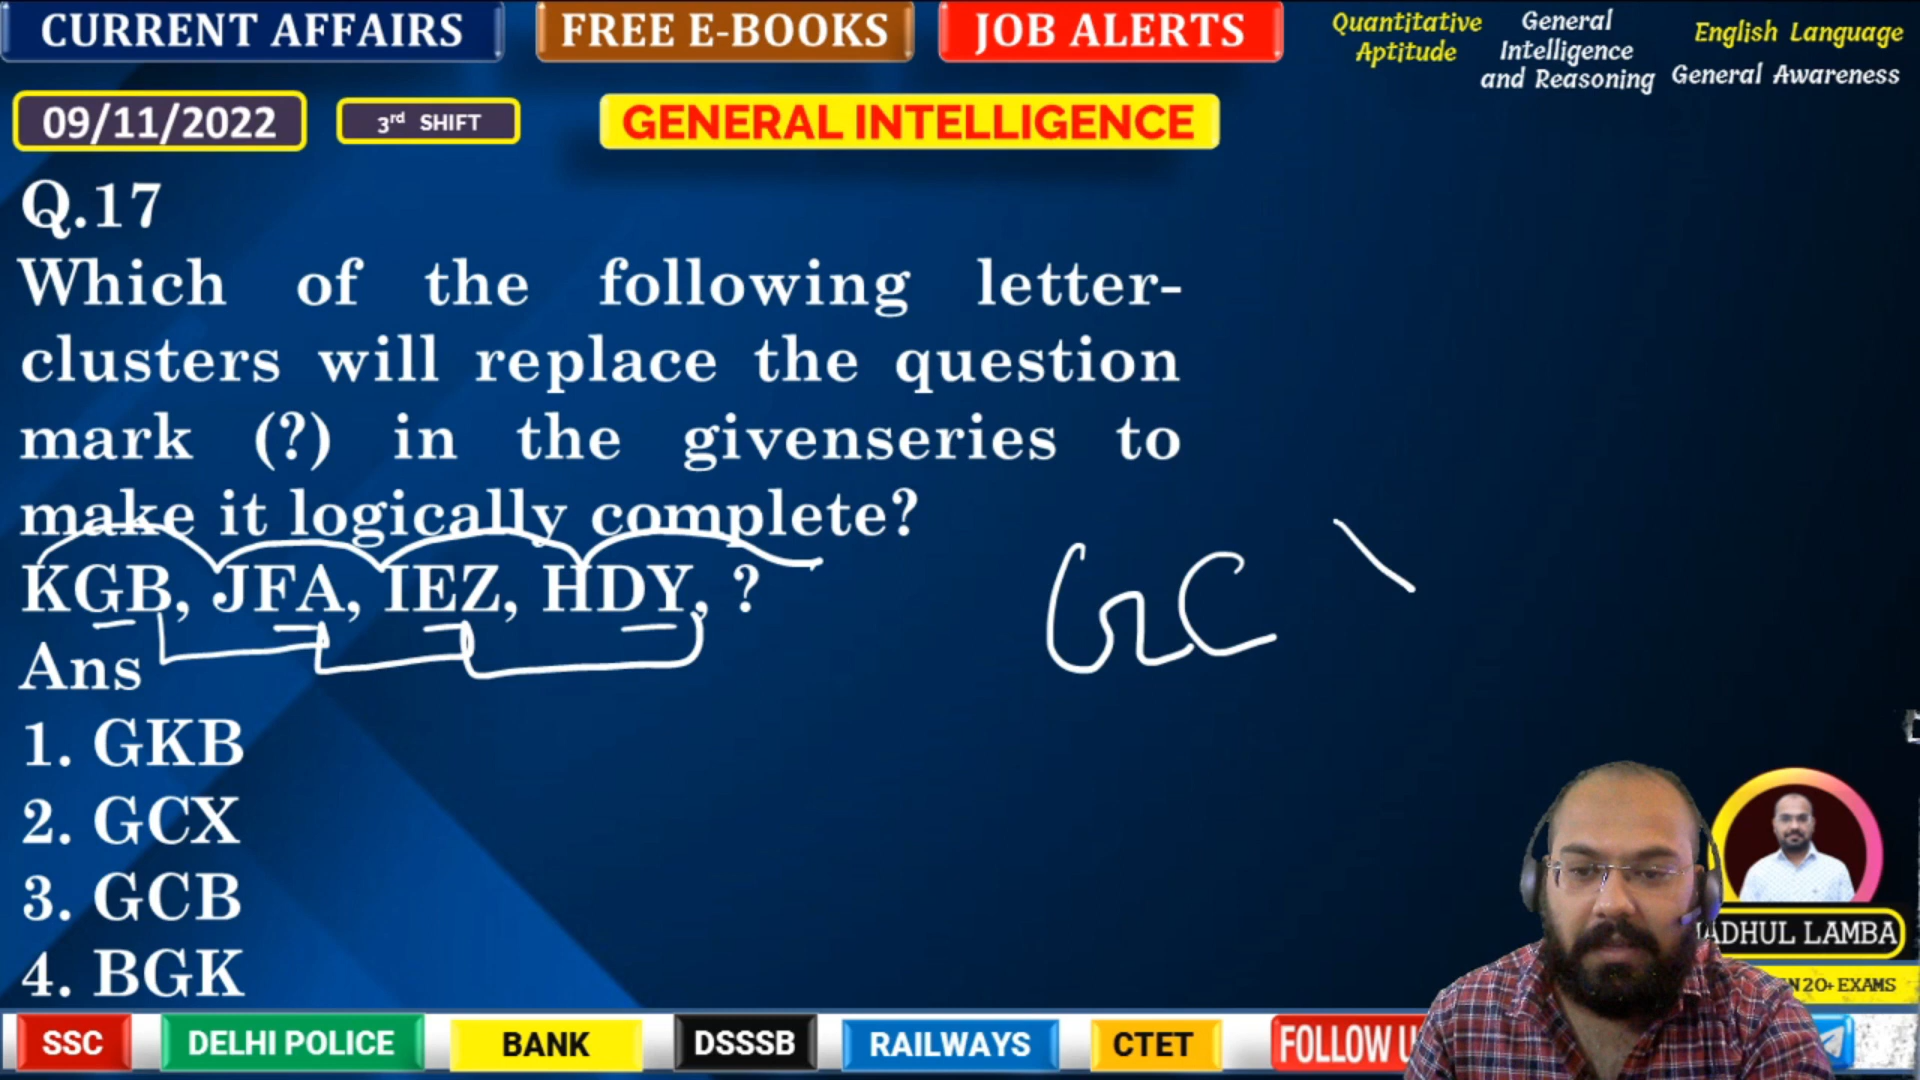 CURRENT AFFAIRS
FREE E-BOOKS
JOB ALERTS
Quantitative
Aptitude
General
Intelligence
and Reasoning
English Language
General Awareness
09/11/2022
3rd SHIFT
GENERAL INTELLIGENCE
Q.17
Which of the following letter-
clusters will replace the question
mark (?) in the givenseries to
make it logically complete?
KGB, JFA, IEZ, HDY, ?
GC
Ans
1. GKB
2. GCX
3. GCB
4. BGK
ADHUL LAMBA
N 20+ EXAMS
SSC
DELHI POLICE
BANK
DSSSB
RAILWAYS
CTET
FOLLOW U